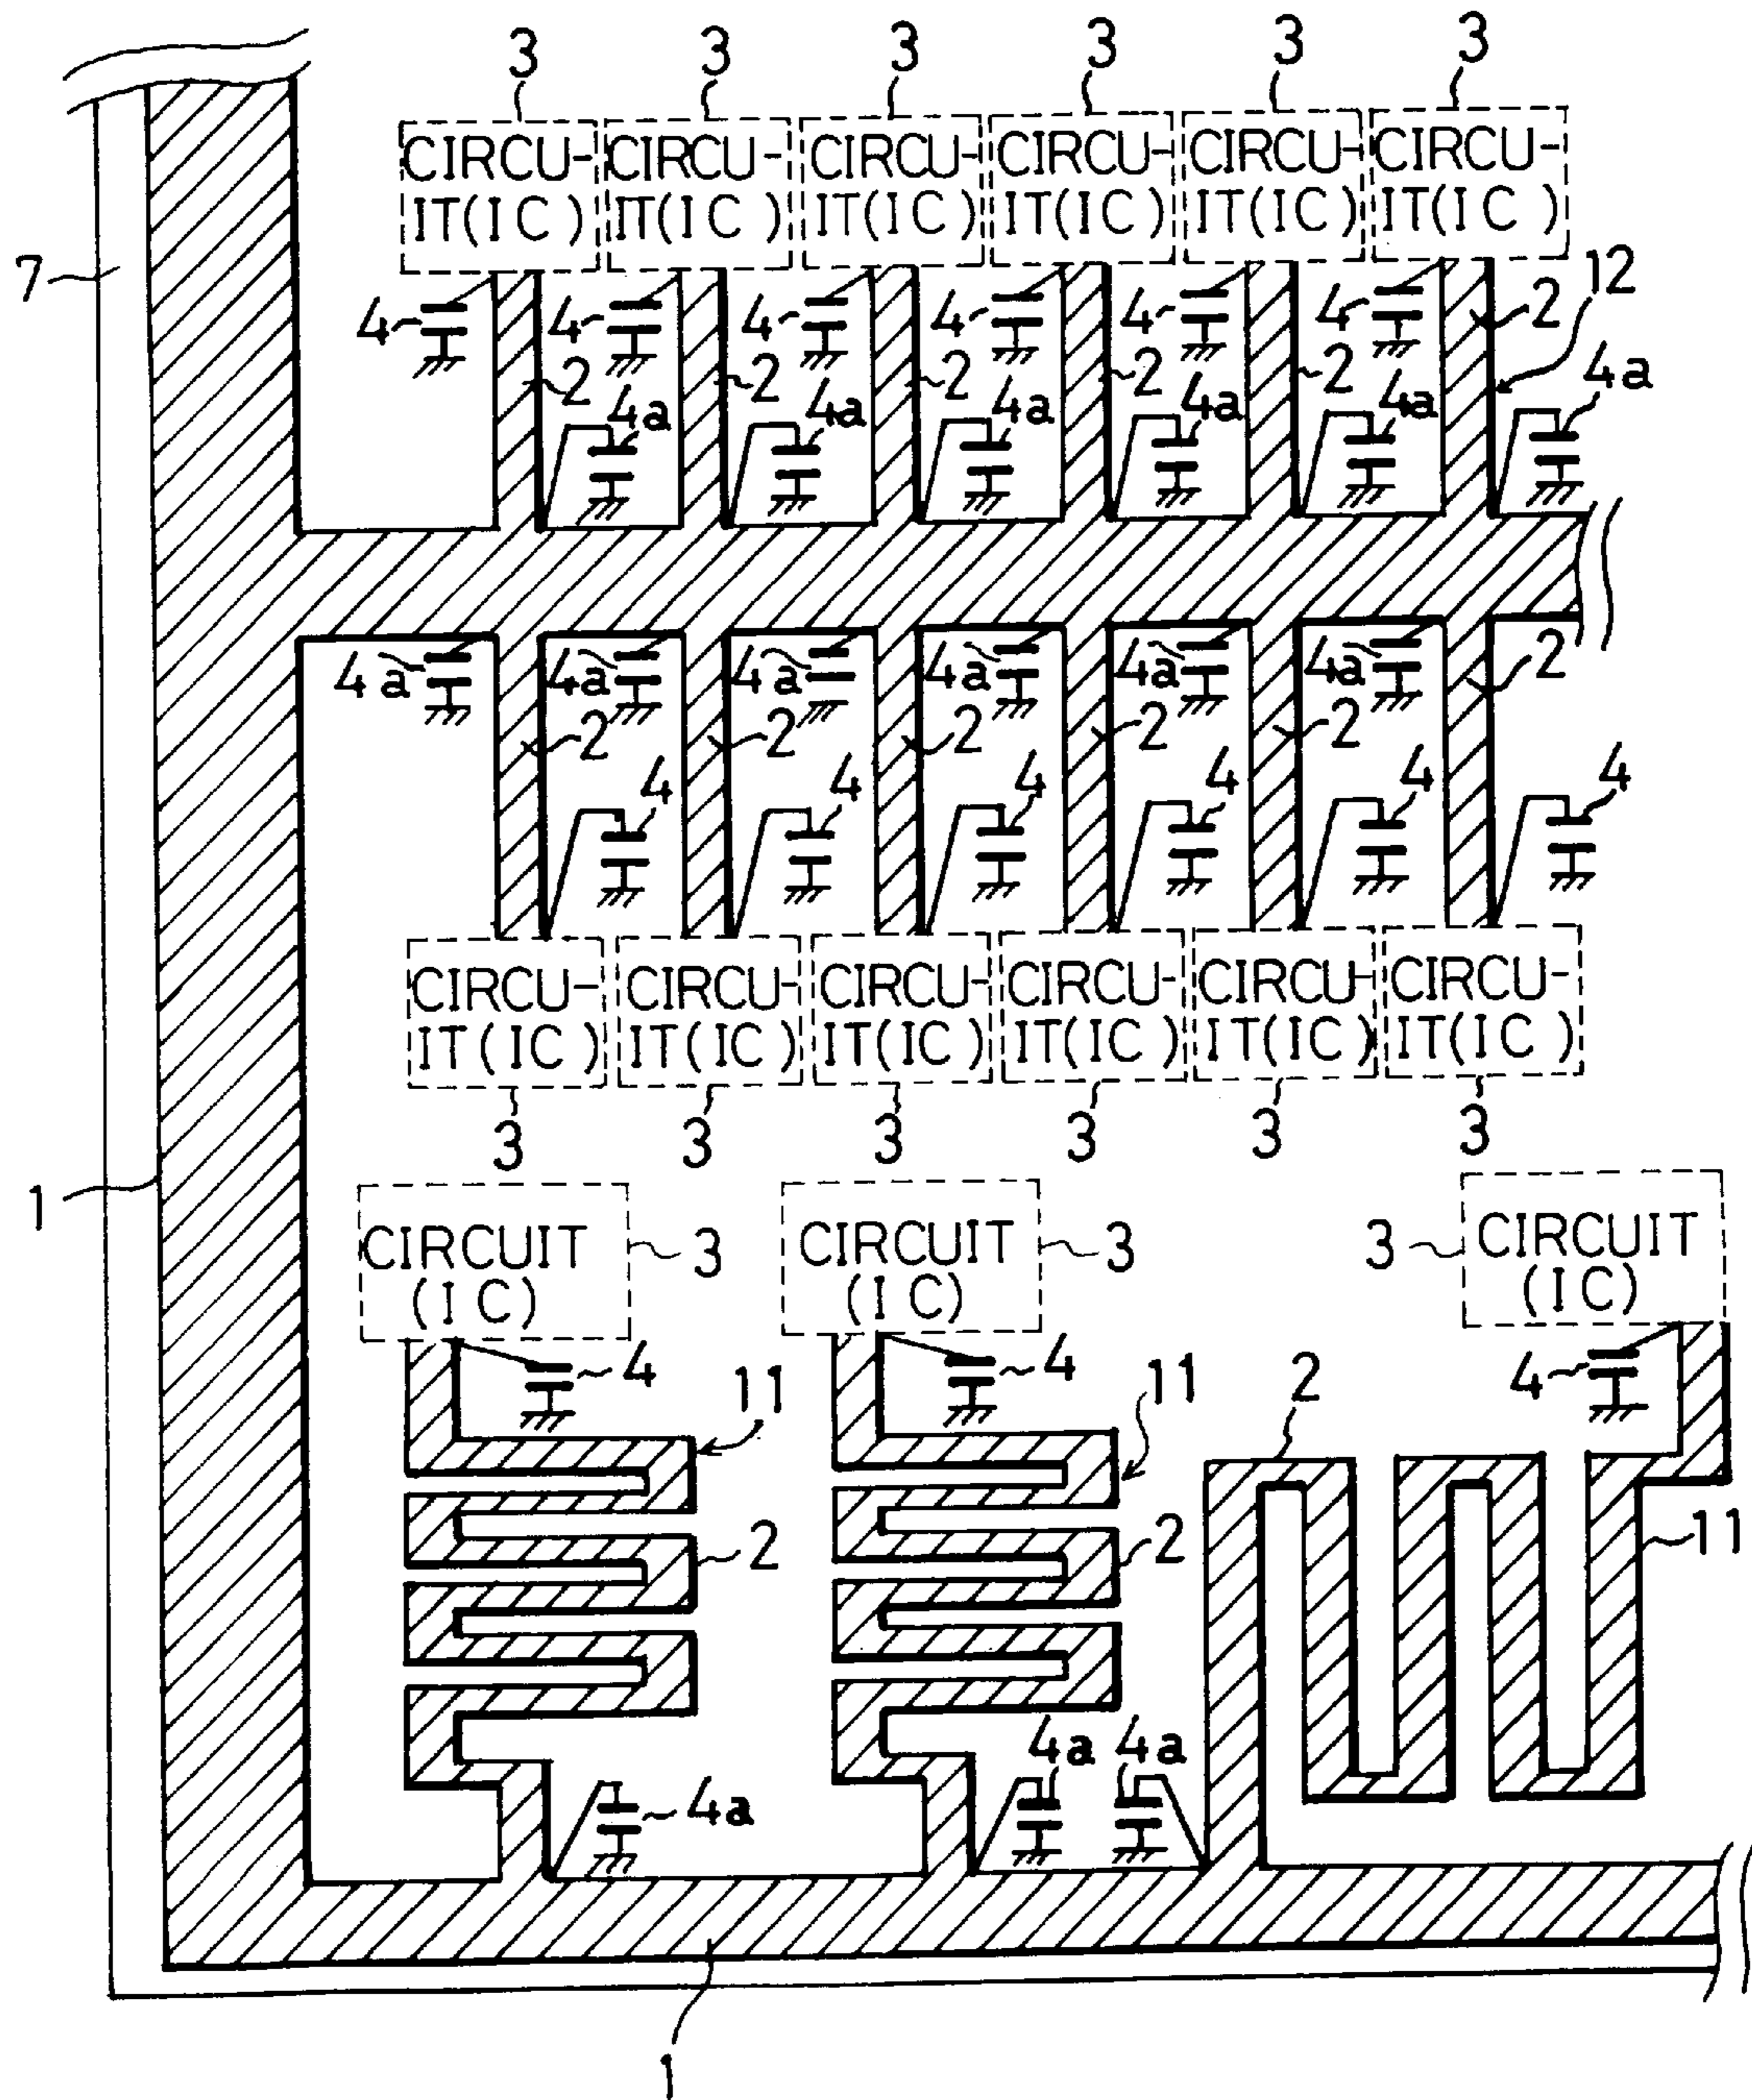 3 3 3 3 3 3
CIRCU- CIRCU- CIRCU- CIRCU- CIRCU- CIRCU-
IT(IC) IT(IC) IT(IC) IT(IC) IT(IC) IT(IC)
7 12
4 4 4 4 4 4 2
2 2 2 2 2 4a
4a 4a 4a 4a 4a
4a 4a 4a 4a 4a 4a 2
2 2 2 2 2
4 4 4 4 4 4
CIRCU- CIRCU- CIRCU- CIRCU- CIRCU- CIRCU-
IT(IC) IT(IC) IT(IC) IT(IC) IT(IC) IT(IC)
3 3 3 3 3 3
1
CIRCUIT 3 CIRCUIT 3 3 CIRCUIT
(IC) (IC) (IC)
4 11 4 11 2 4
2 2 11
4a 4a 4a
1